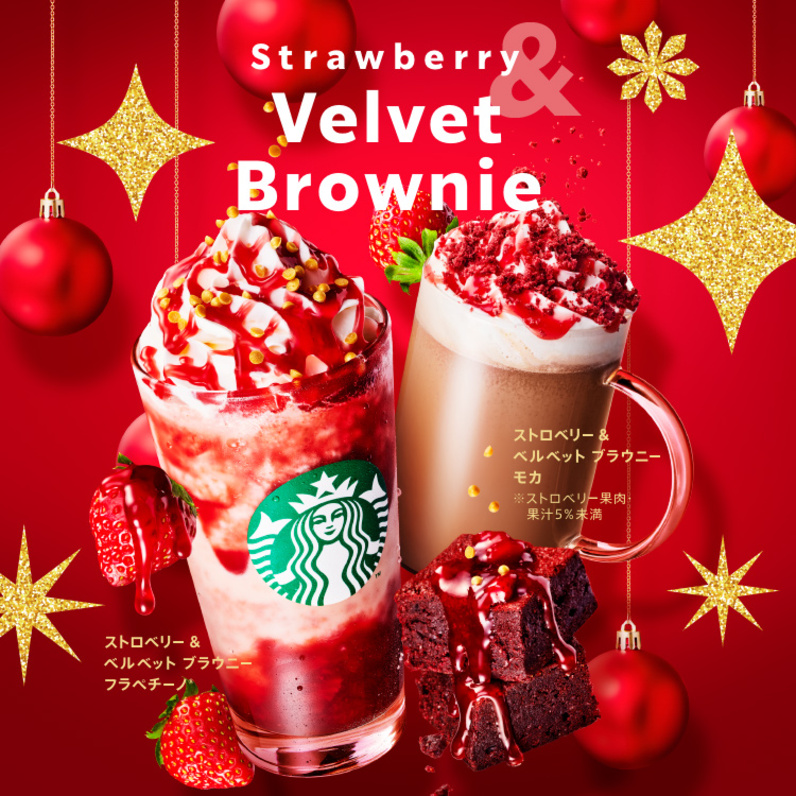 Strawberry &
Velvet
Brownie
ストロベリー &
ベルベット ブラウニー
モカ
※ストロベリー果肉・
果汁5%未満
ストロベリー &
ベルベット ブラウニー
フラペチーノ